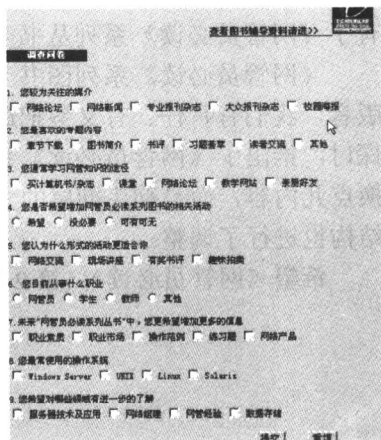 查看图书辅导资料请进>>
调查问卷
1. 您较为关注的媒介
网络论坛 网络新闻 专业报刊杂志 大众报刊杂志 校园海报
2. 您最喜欢的专题内容
章节下载 图书简介 书评 习题荟萃 读者交流 其他
3. 您通常学习网管知识的途径
买计算机书/杂志 课堂 网络论坛 教学网站 亲朋好友
4. 您是否希望增加网管员必读系列图书的相关活动
希望 没必要 可有可无
5. 您认为什么形式的活动更适合你
网络交流 现场讲座 有奖书评 趣味拍卖
6. 您目前从事什么职业
网管员 学生 教师 其他
7. 未来"网管员必读系列丛书"中，您更希望增加更多的信息
职业素质 职业市场 操作范例 练习题 网络产品
8. 您最常使用的操作系统
Windows Server UNIX Linux Solaris
9. 您希望对哪些领域有进一步的了解
服务器技术及应用 网络组建 网管经验 数据存储
提交 重填